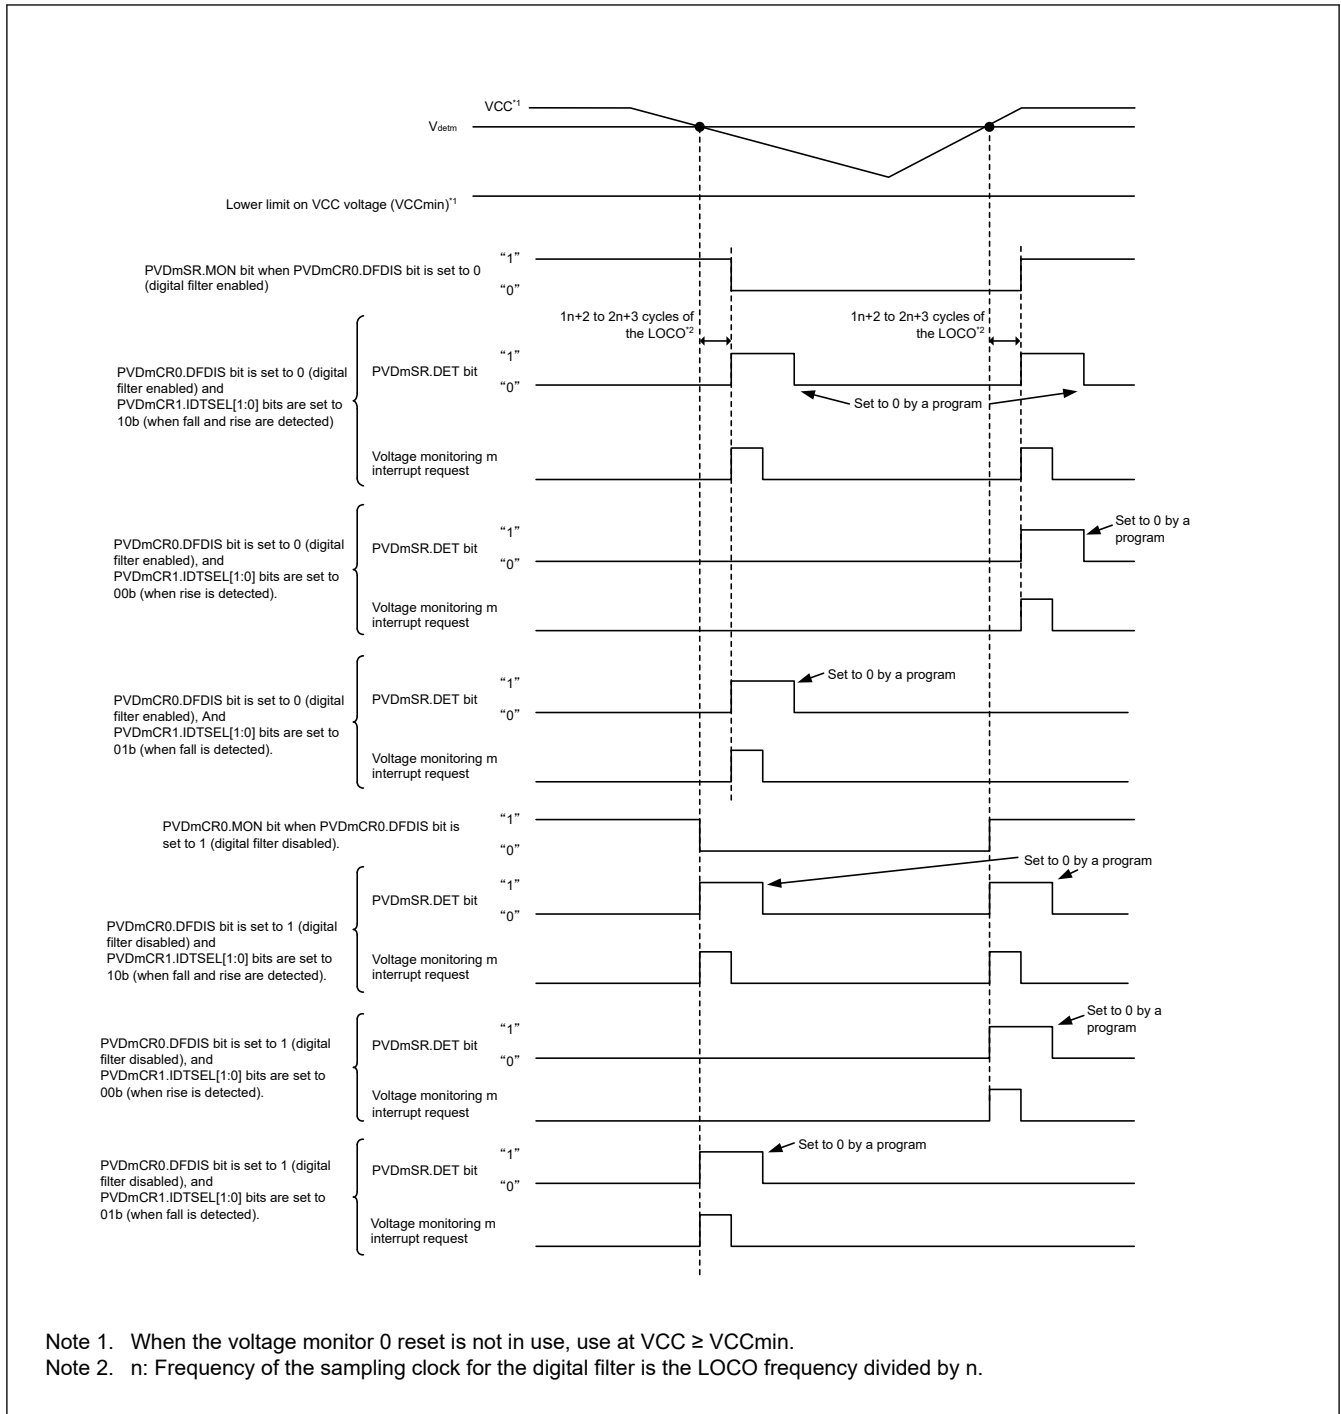 VCC*1
Vdetm
Lower limit on VCC voltage (VCCmin)*1
PVDmSR.MON bit when PVDmCR0.DFDIS bit is set to 0
(digital filter enabled)
“1”
“0”
1n+2 to 2n+3 cycles of
the LOCO*2
1n+2 to 2n+3 cycles of
the LOCO*2
PVDmCR0.DFDIS bit is set to 0 (digital
filter enabled) and
PVDmCR1.IDTSEL[1:0] bits are set to
10b (when fall and rise are detected)
PVDmSR.DET bit
“1”
“0”
Set to 0 by a program
Voltage monitoring m
interrupt request
PVDmCR0.DFDIS bit is set to 0 (digital
filter enabled), and
PVDmCR1.IDTSEL[1:0] bits are set to
00b (when rise is detected).
PVDmSR.DET bit
“1”
“0”
Set to 0 by a
program
Voltage monitoring m
interrupt request
PVDmCR0.DFDIS bit is set to 0 (digital
filter enabled), And
PVDmCR1.IDTSEL[1:0] bits are set to
01b (when fall is detected).
PVDmSR.DET bit
“1”
“0”
Set to 0 by a program
Voltage monitoring m
interrupt request
PVDmCR0.MON bit when PVDmCR0.DFDIS bit is
set to 1 (digital filter disabled).
“1”
“0”
PVDmCR0.DFDIS bit is set to 1 (digital
filter disabled) and
PVDmCR1.IDTSEL[1:0] bits are set to
10b (when fall and rise are detected).
PVDmSR.DET bit
“1”
“0”
Set to 0 by a program
Voltage monitoring m
interrupt request
PVDmCR0.DFDIS bit is set to 1 (digital
filter disabled), and
PVDmCR1.IDTSEL[1:0] bits are set to
00b (when rise is detected).
PVDmSR.DET bit
“1”
“0”
Set to 0 by a
program
Voltage monitoring m
interrupt request
PVDmCR0.DFDIS bit is set to 1 (digital
filter disabled), and
PVDmCR1.IDTSEL[1:0] bits are set to
01b (when fall is detected).
PVDmSR.DET bit
“1”
“0”
Set to 0 by a program
Voltage monitoring m
interrupt request
Note 1. When the voltage monitor 0 reset is not in use, use at VCC ≥ VCCmin.
Note 2. n: Frequency of the sampling clock for the digital filter is the LOCO frequency divided by n.